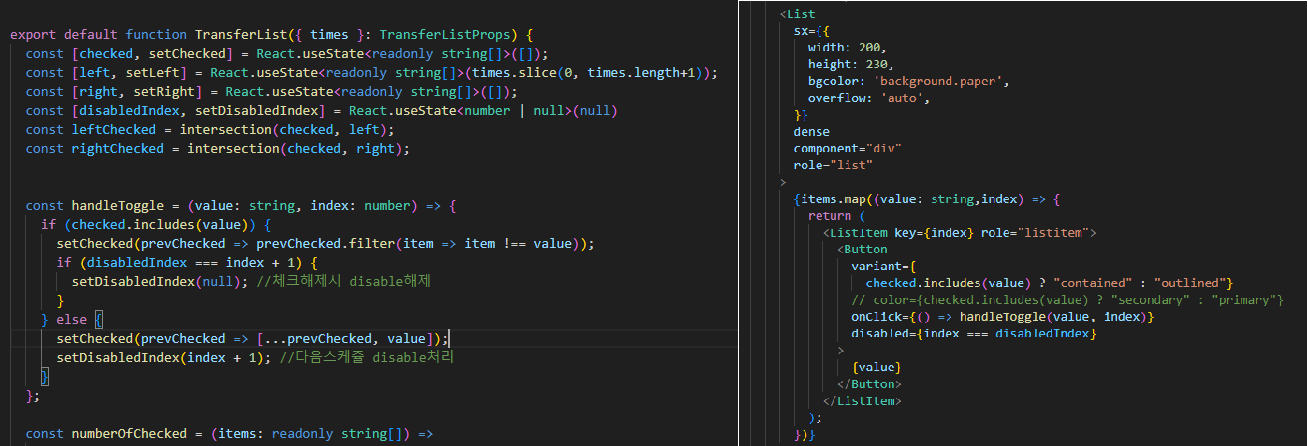 export default function TransferList({ times }: TransferListProps) {
  const [checked, setChecked] = React.useState<readonly string[]>([]);
  const [left, setLeft] = React.useState<readonly string[]>(times.slice(0, times.length+1));
  const [right, setRight] = React.useState<readonly string[]>([]);
  const [disabledIndex, setDisabledIndex] = React.useState<number | null>(null)
  const leftChecked = intersection(checked, left);
  const rightChecked = intersection(checked, right);
  const handleToggle = (value: string, index: number) => {
    if (checked.includes(value)) {
      setChecked(prevChecked => prevChecked.filter(item => item !== value));
      if (disabledIndex === index + 1) {
        setDisabledIndex(null); //체크해제시 disable해제
      }
    } else {
      setChecked(prevChecked => [...prevChecked, value]);
      setDisabledIndex(index + 1); //다음스케쥴 disable처리
    }
  };
  const numberOfChecked = (items: readonly string[]) =>
<List
  sx={{
    width: 200,
    height: 230,
    bgcolor: 'background.paper',
    overflow: 'auto',
  }}
  dense
  component="div"
  role="list"
>
  {items.map((value: string,index) => {
    return (
      <ListItem key={index} role="listitem">
        <Button
          variant={
            checked.includes(value) ? "contained" : "outlined"}
          // color={checked.includes(value) ? "secondary" : "primary"}
          onClick={() => handleToggle(value, index)}
          disabled={index === disabledIndex}
        >
          {value}
        </Button>
      </ListItem>
    );
  })}